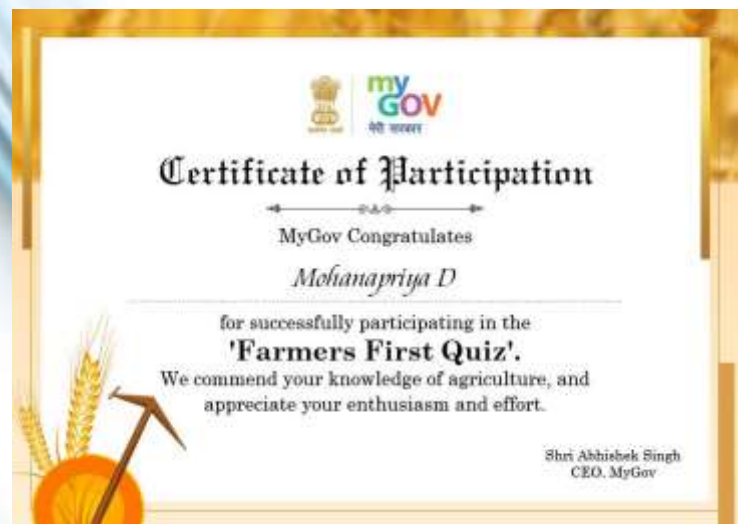 my
GOV
मेरी सरकार
Certificate of Participation
MyGov Congratulates
Mohanapriya D
for successfully participating in the
'Farmers First Quiz'.
We commend your knowledge of agriculture, and
appreciate your enthusiasm and effort.
Shri Abhishek Singh
CEO, MyGov